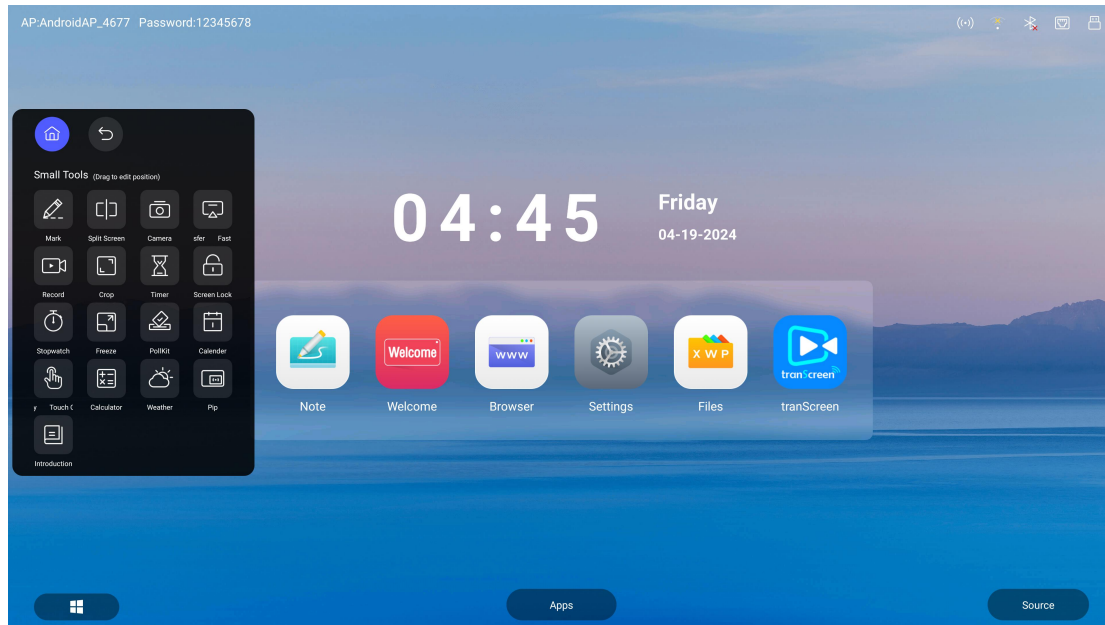 AP:AndroidAP_4677 Password:12345678
Small Tools (Drag to edit position)
Mark Split Screen Camera sfer Fast
Record Crop Timer Screen Lock
Stopwatch Freeze PollKit Calender
y Touch C Calculator Weather Pip
Introduction
04:45
Friday
04-19-2024
Welcome
www
X W P
tranScreen
Note Welcome Browser Settings Files tranScreen
Apps
Source